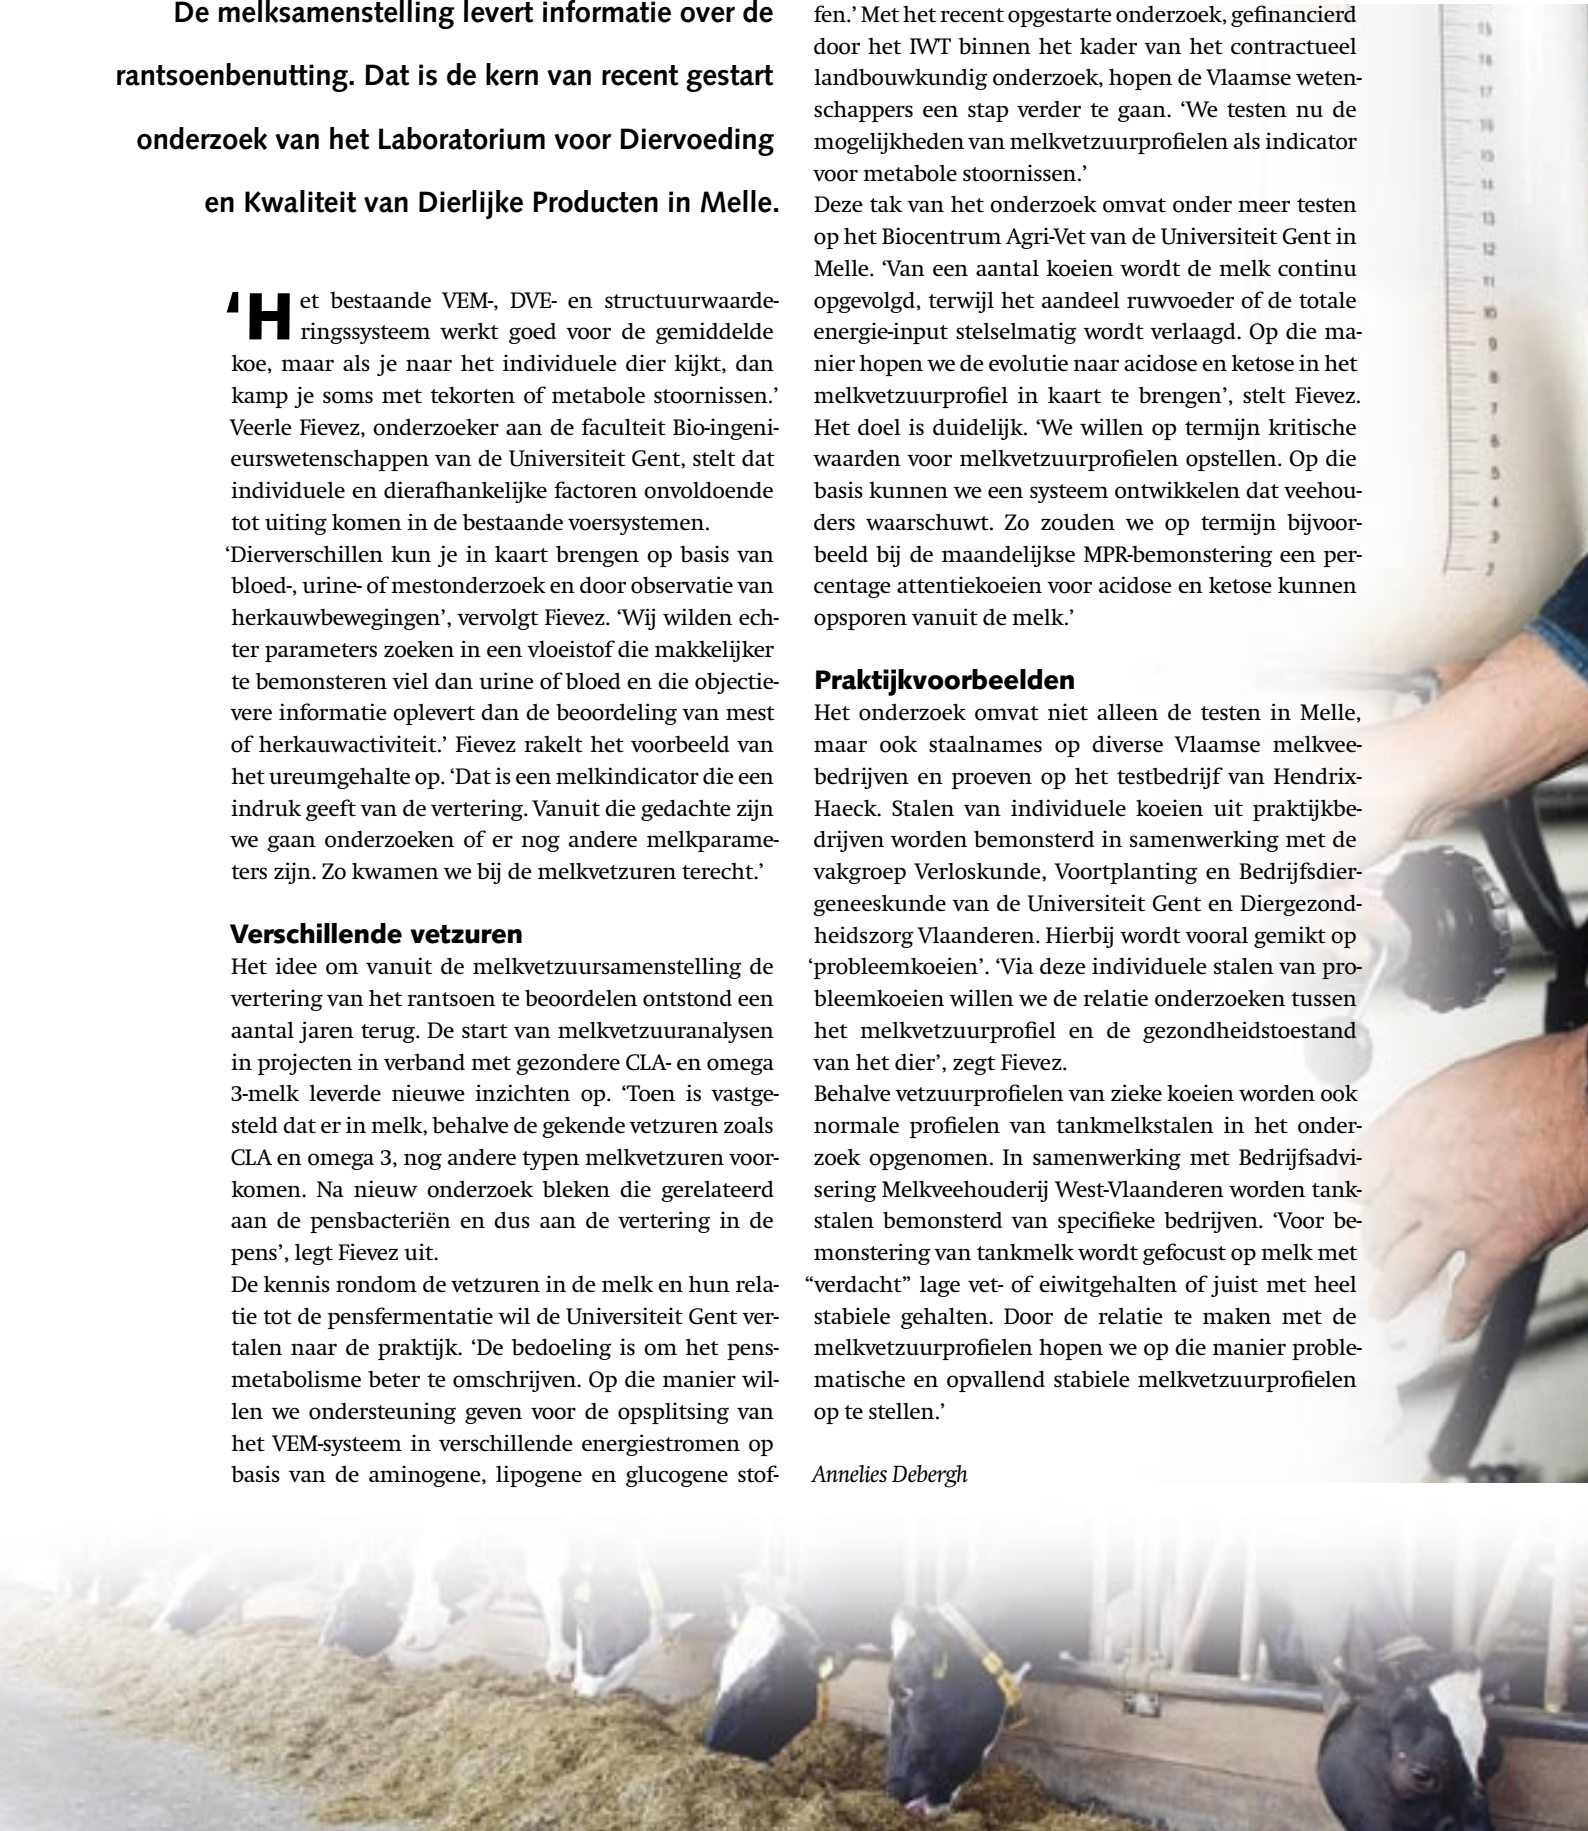 De melksamenstelling levert informatie over de
rantsoenbenutting. Dat is de kern van recent gestart
onderzoek van het Laboratorium voor Diervoeding
en Kwaliteit van Dierlijke Producten in Melle.
‘Het bestaande VEM-, DVE- en structuurwaarde-
ringssysteem werkt goed voor de gemiddelde
koe, maar als je naar het individuele dier kijkt, dan
kamp je soms met tekorten of metabole stoornissen.’
Veerle Fievez, onderzoeker aan de faculteit Bio-ingeni-
eurswetenschappen van de Universiteit Gent, stelt dat
individuele en dierafhankelijke factoren onvoldoende
tot uiting komen in de bestaande voersystemen.
‘Dierverschillen kun je in kaart brengen op basis van
bloed-, urine- of mestonderzoek en door observatie van
herkauwbewegingen’, vervolgt Fievez. ‘Wij wilden ech-
ter parameters zoeken in een vloeistof die makkelijker
te bemonsteren viel dan urine of bloed en die objectie-
vere informatie oplevert dan de beoordeling van mest
of herkauwactiviteit.’ Fievez rakelt het voorbeeld van
het ureumgehalte op. ‘Dat is een melkindicator die een
indruk geeft van de vertering. Vanuit die gedachte zijn
we gaan onderzoeken of er nog andere melkparame-
ters zijn. Zo kwamen we bij de melkvetzuren terecht.’
Verschillende vetzuren
Het idee om vanuit de melkvetzuursamenstelling de
vertering van het rantsoen te beoordelen ontstond een
aantal jaren terug. De start van melkvetzuuranalysen
in projecten in verband met gezondere CLA- en omega
3-melk leverde nieuwe inzichten op. ‘Toen is vastge-
steld dat er in melk, behalve de gekende vetzuren zoals
CLA en omega 3, nog andere typen melkvetzuren voor-
komen. Na nieuw onderzoek bleken die gerelateerd
aan de pensbacteriën en dus aan de vertering in de
pens’, legt Fievez uit.
De kennis rondom de vetzuren in de melk en hun rela-
tie tot de pensfermentatie wil de Universiteit Gent ver-
talen naar de praktijk. ‘De bedoeling is om het pens-
metabolisme beter te omschrijven. Op die manier wil-
len we ondersteuning geven voor de opsplitsing van
het VEM-systeem in verschillende energiestromen op
basis van de aminogene, lipogene en glucogene stof-
fen.’ Met het recent opgestarte onderzoek, gefinancierd
door het IWT binnen het kader van het contractueel
landbouwkundig onderzoek, hopen de Vlaamse weten-
schappers een stap verder te gaan. ‘We testen nu de
mogelijkheden van melkvetzuurprofielen als indicator
voor metabole stoornissen.’
Deze tak van het onderzoek omvat onder meer testen
op het Biocentrum Agri-Vet van de Universiteit Gent in
Melle. ‘Van een aantal koeien wordt de melk continu
opgevolgd, terwijl het aandeel ruwvoeder of de totale
energie-input stelselmatig wordt verlaagd. Op die ma-
nier hopen we de evolutie naar acidose en ketose in het
melkvetzuurprofiel in kaart te brengen’, stelt Fievez.
Het doel is duidelijk. ‘We willen op termijn kritische
waarden voor melkvetzuurprofielen opstellen. Op die
basis kunnen we een systeem ontwikkelen dat veehou-
ders waarschuwt. Zo zouden we op termijn bijvoor-
beeld bij de maandelijkse MPR-bemonstering een per-
centage attentiekoeien voor acidose en ketose kunnen
opsporen vanuit de melk.’
Praktijkvoorbeelden
Het onderzoek omvat niet alleen de testen in Melle,
maar ook staalnames op diverse Vlaamse melkvee-
bedrijven en proeven op het testbedrijf van Hendrix-
Haeck. Stalen van individuele koeien uit praktijkbe-
drijven worden bemonsterd in samenwerking met de
vakgroep Verloskunde, Voortplanting en Bedrijfsdier-
geneeskunde van de Universiteit Gent en Diergezond-
heidszorg Vlaanderen. Hierbij wordt vooral gemikt op
‘probleemkoeien’. ‘Via deze individuele stalen van pro-
bleemkoeien willen we de relatie onderzoeken tussen
het melkvetzuurprofiel en de gezondheidstoestand
van het dier’, zegt Fievez.
Behalve vetzuurprofielen van zieke koeien worden ook
normale profielen van tankmelkstalen in het onder-
zoek opgenomen. In samenwerking met Bedrijfsadvi-
sering Melkveehouderij West-Vlaanderen worden tank-
stalen bemonsterd van specifieke bedrijven. ‘Voor be-
monstering van tankmelk wordt gefocust op melk met
“verdacht” lage vet- of eiwitgehalten of juist met heel
stabiele gehalten. Door de relatie te maken met de
melkvetzuurprofielen hopen we op die manier proble-
matische en opvallend stabiele melkvetzuurprofielen
op te stellen.’
Annelies Debergh
13
12
11
10
9
8
7
6
5
4
3
2